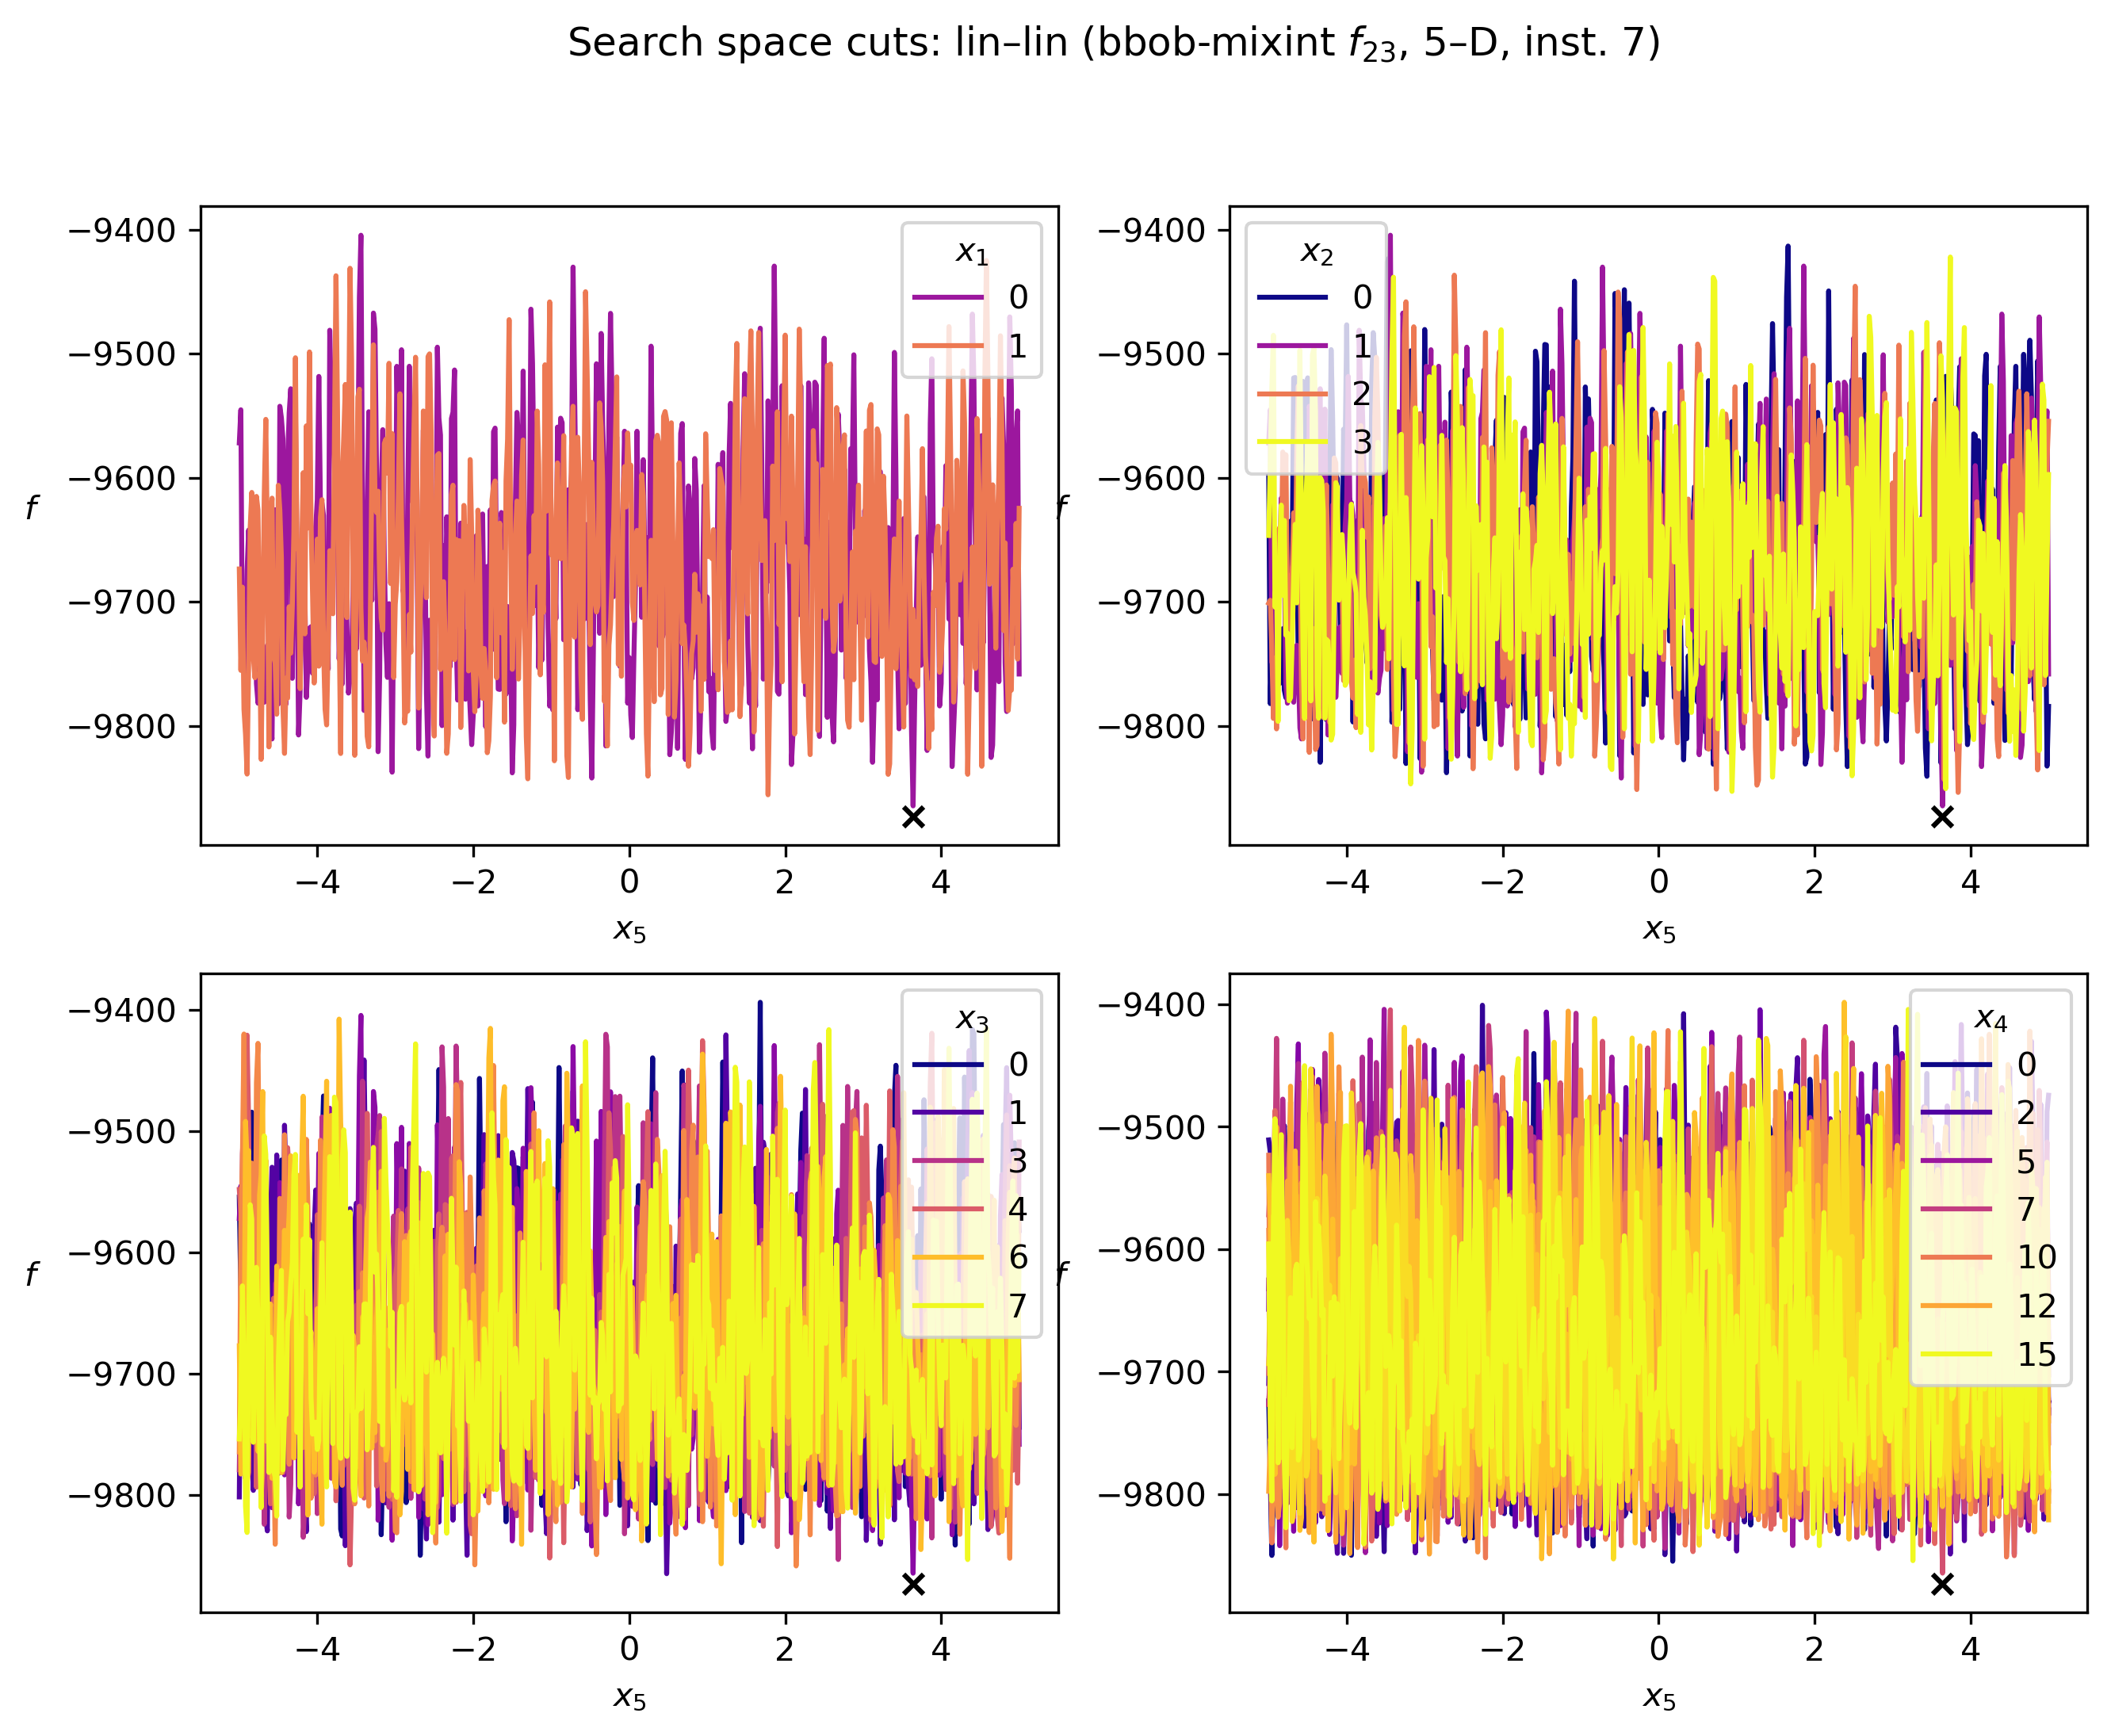 Search space cuts: lin–lin (bbob-mixint f₂₃, 5–D, inst. 7)
−9400
−9500
−9600
−9700
−9800
f
x₁
0
1
−4 −2 0 2 4
x₅
−9400
−9500
−9600
−9700
−9800
f
x₂
0
1
2
3
−4 −2 0 2 4
x₅
−9400
−9500
−9600
−9700
−9800
f
x₃
0
1
3
4
6
7
−4 −2 0 2 4
x₅
−9400
−9500
−9600
−9700
−9800
f
x₄
0
2
5
7
10
12
15
−4 −2 0 2 4
x₅